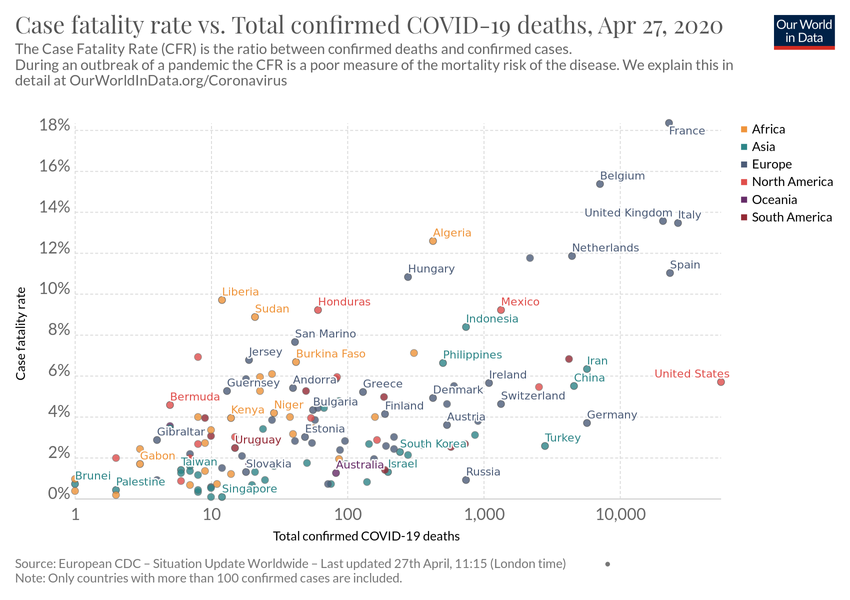 Case fatality rate vs. Total confirmed COVID-19 deaths, Apr 27, 2020
Our World
in Data
The Case Fatality Rate (CFR) is the ratio between confirmed deaths and confirmed cases.
During an outbreak of a pandemic the CFR is a poor measure of the mortality risk of the disease. We explain this in
detail at OurWorldInData.org/Coronavirus
18%
France
Africa
Asia
16%
Belgium
Europe
North America
14%
United Kingdom
Italy
Oceania
South America
Algeria
12%
Netherlands
Hungary
Spain
10%
Liberia
Sudan
Honduras
Mexico
Case fatality rate
8%
Indonesia
San Marino
Jersey
Burkina Faso
Philippines
Iran
6%
Guernsey
Andorra
Greece
Ireland
China
United States
Bermuda
Bulgaria
Denmark
Switzerland
4%
Kenya
Niger
Finland
Austria
Germany
Gibraltar
Estonia
Uruguay
South Korea
Turkey
2%
Gabon
Taiwan
Slovakia
Australia
Israel
Brunei
Palestine
Singapore
Russia
0%
1
10
100
1,000
10,000
Total confirmed COVID-19 deaths
Source: European CDC – Situation Update Worldwide – Last updated 27th April, 11:15 (London time)
Note: Only countries with more than 100 confirmed cases are included.